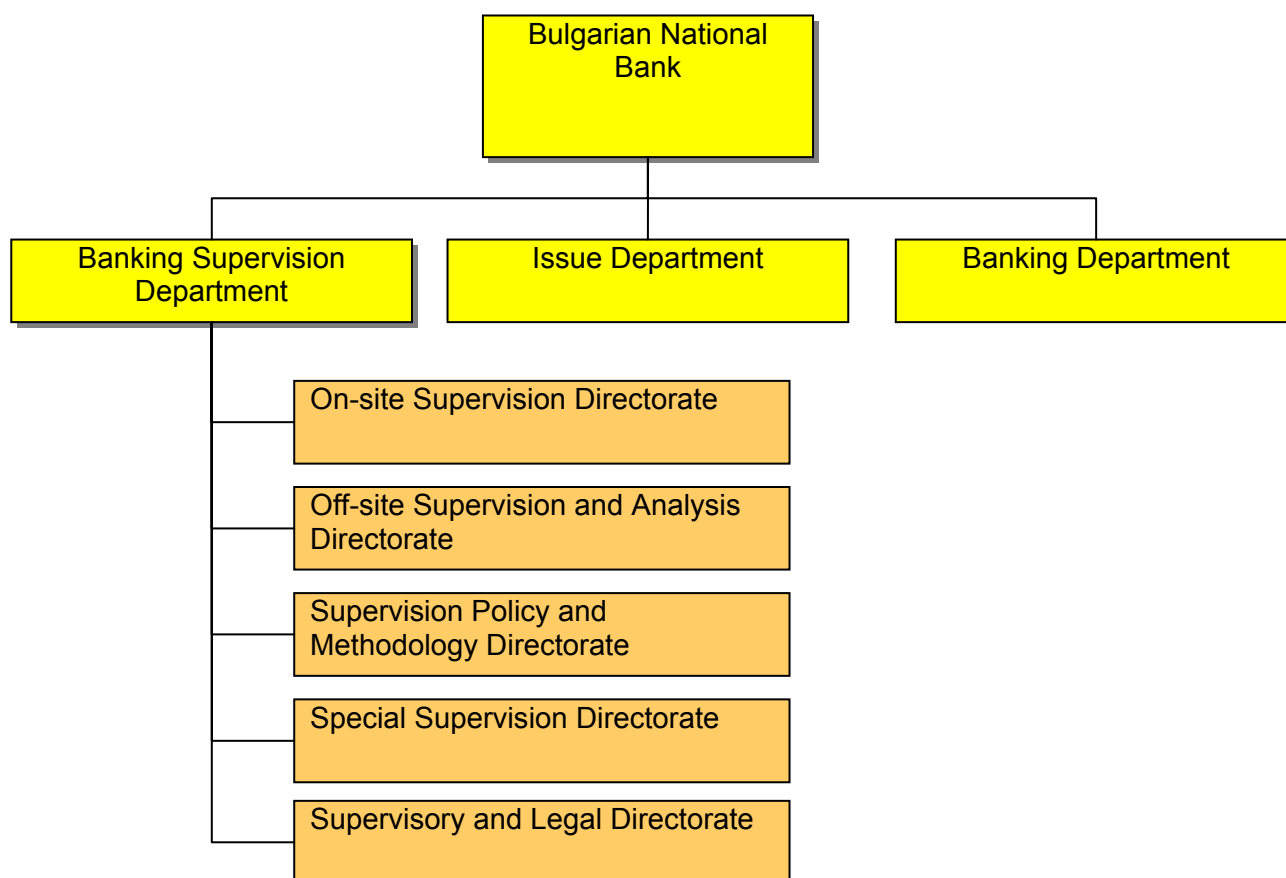 Bulgarian National
Bank
Banking Supervision
Department
Issue Department
Banking Department
On-site Supervision Directorate
Off-site Supervision and Analysis
Directorate
Supervision Policy and
Methodology Directorate
Special Supervision Directorate
Supervisory and Legal Directorate